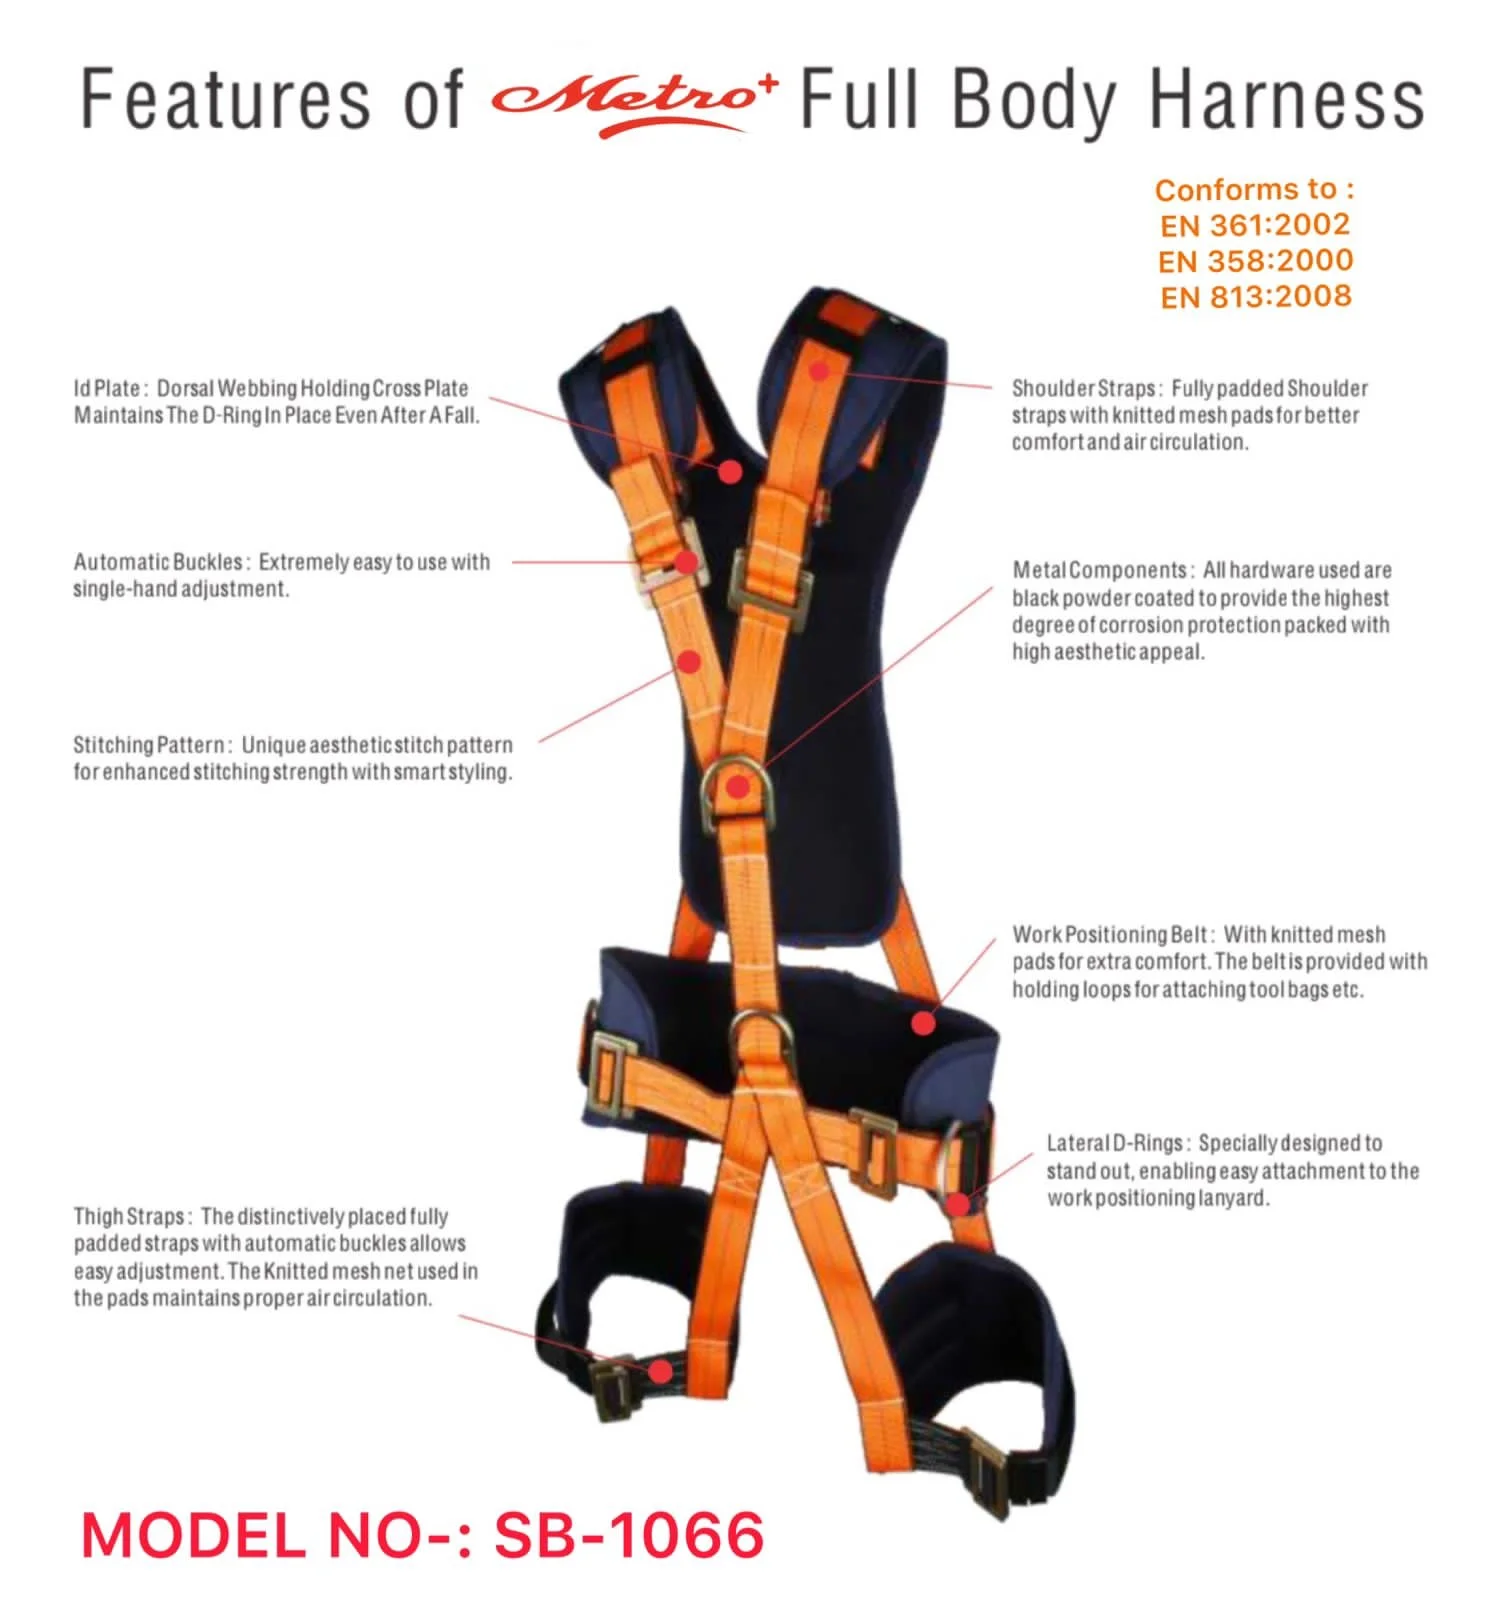 Features of Metro+ Full Body Harness
Conforms to :
EN 361:2002
EN 358:2000
EN 813:2008
Id Plate : Dorsal Webbing Holding Cross Plate
Maintains The D-Ring In Place Even After A Fall.
Shoulder Straps : Fully padded Shoulder
straps with knitted mesh pads for better
comfort and air circulation.
Automatic Buckles : Extremely easy to use with
single-hand adjustment.
Metal Components : All hardware used are
black powder coated to provide the highest
degree of corrosion protection packed with
high aesthetic appeal.
Stitching Pattern : Unique aesthetic stitch pattern
for enhanced stitching strength with smart styling.
Work Positioning Belt : With knitted mesh
pads for extra comfort. The belt is provided with
holding loops for attaching tool bags etc.
Lateral D-Rings : Specially designed to
stand out, enabling easy attachment to the
work positioning lanyard.
Thigh Straps : The distinctively placed fully
padded straps with automatic buckles allows
easy adjustment. The Knitted mesh net used in
the pads maintains proper air circulation.
MODEL NO-: SB-1066